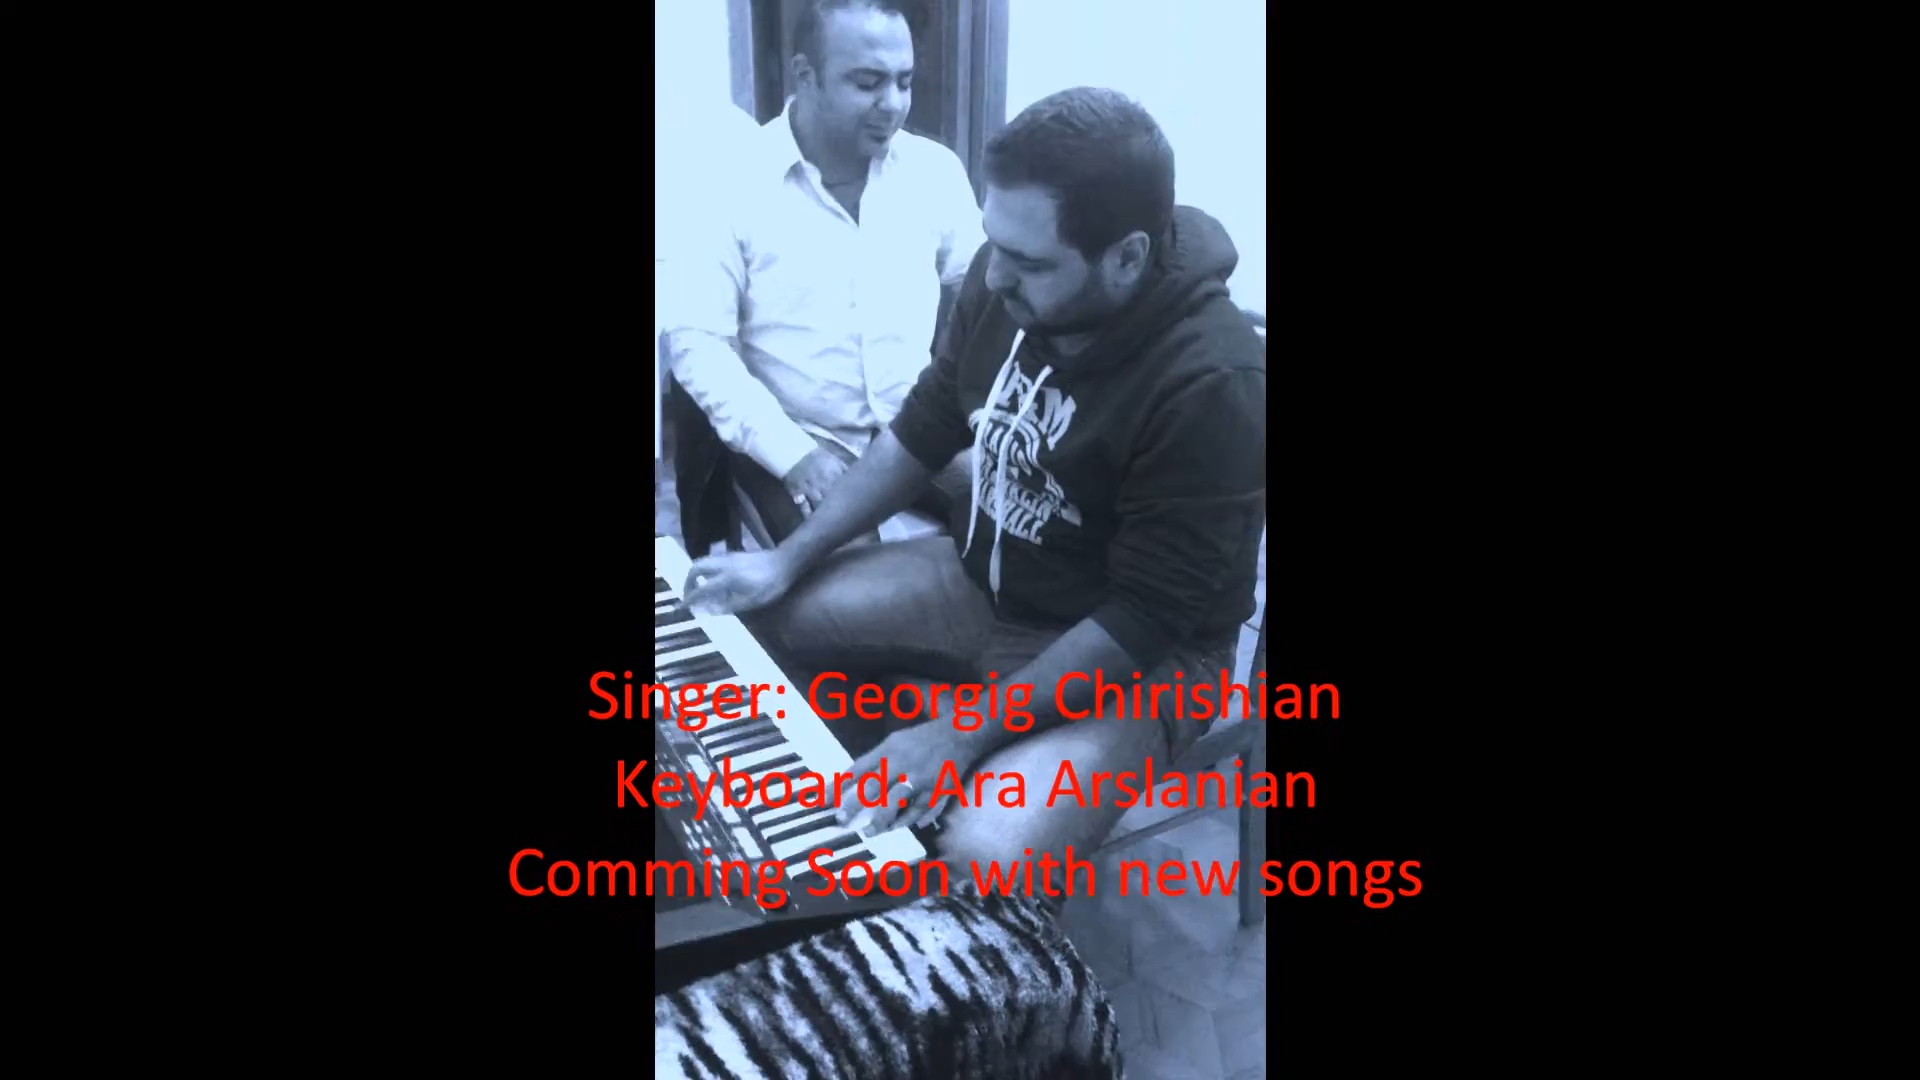 Singer: Georgig Chirishian
Keyboard: Ara Arslanian
Comming Soon with new songs